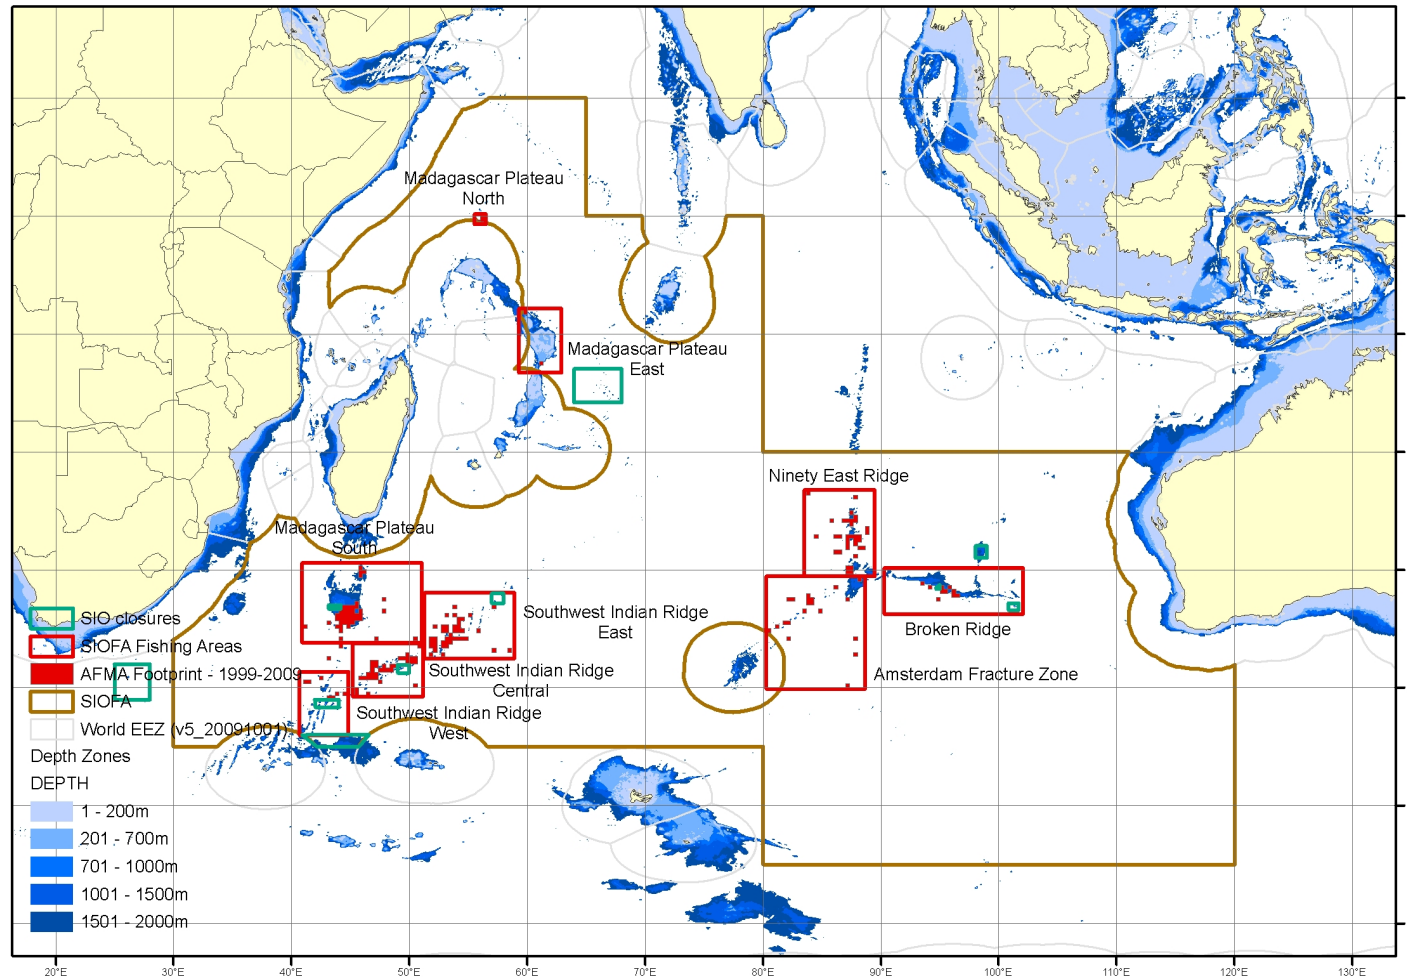 Madagascar Plateau
North
Madagascar Plateau
East
Ninety East Ridge
Madagascar Plateau
South
Southwest Indian Ridge
East
Broken Ridge
Southwest Indian Ridge
Central
Amsterdam Fracture Zone
Southwest Indian Ridge
West
SIO closures
SIOFA Fishing Areas
AFMA Footprint - 1999-2009
SIOFA
World EEZ (v5_20091001)
Depth Zones
DEPTH
1 - 200m
201 - 700m
701 - 1000m
1001 - 1500m
1501 - 2000m
20°E 30°E 40°E 50°E 60°E 70°E 80°E 90°E 100°E 110°E 120°E 130°E